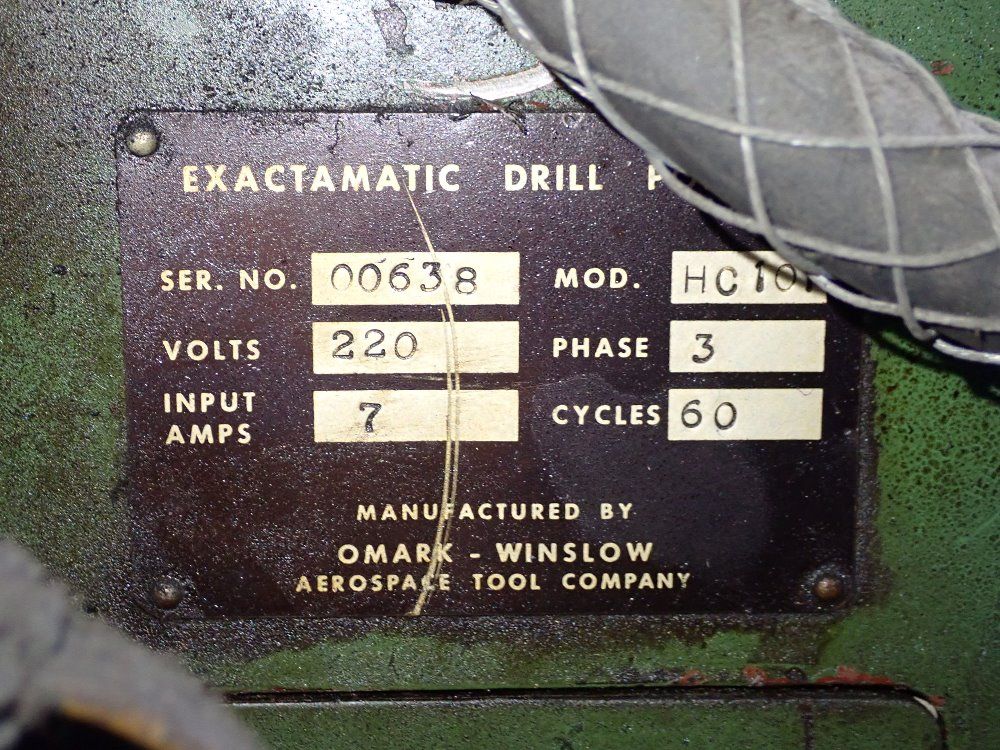 EXACTAMATIC DRILL
SER. NO. 00638 MOD. HC10
VOLTS 220 PHASE 3
INPUT AMPS 7 CYCLES 60
MANUFACTURED BY
OMARK - WINSLOW
AEROSPACE TOOL COMPANY